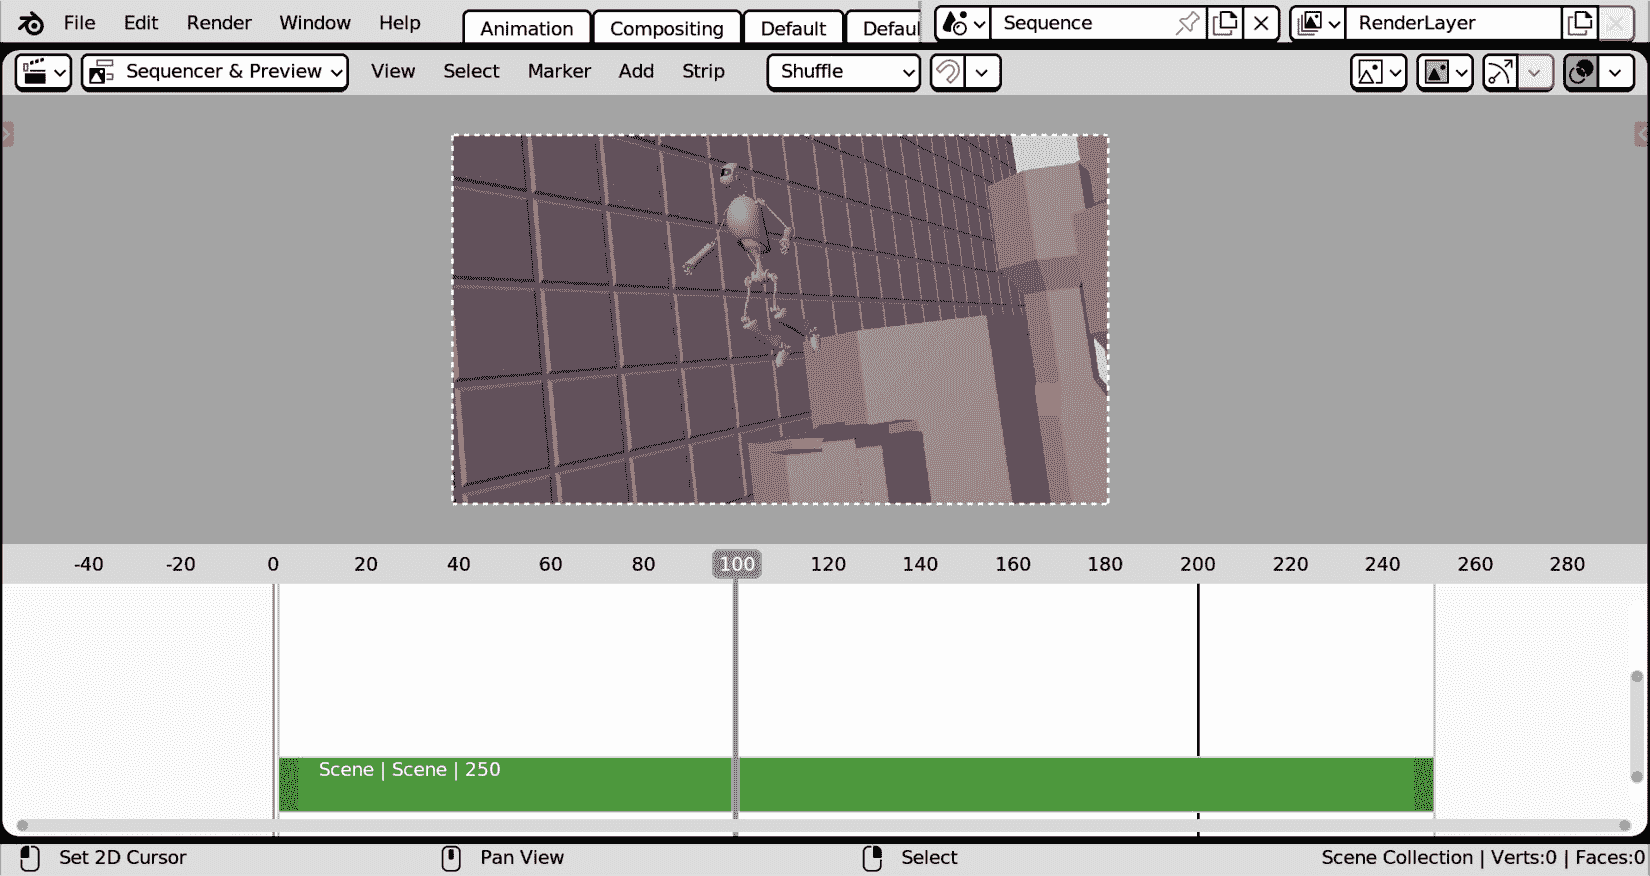 File Edit Render Window Help Animation Compositing Default Defau Sequence RenderLayer
Sequencer & Preview View Select Marker Add Strip Shuffle
-40 -20 0 20 40 60 80 100 120 140 160 180 200 220 240 260 280
Scene | Scene | 250
Set 2D Cursor Pan View Select Scene Collection | Verts:0 | Faces:0